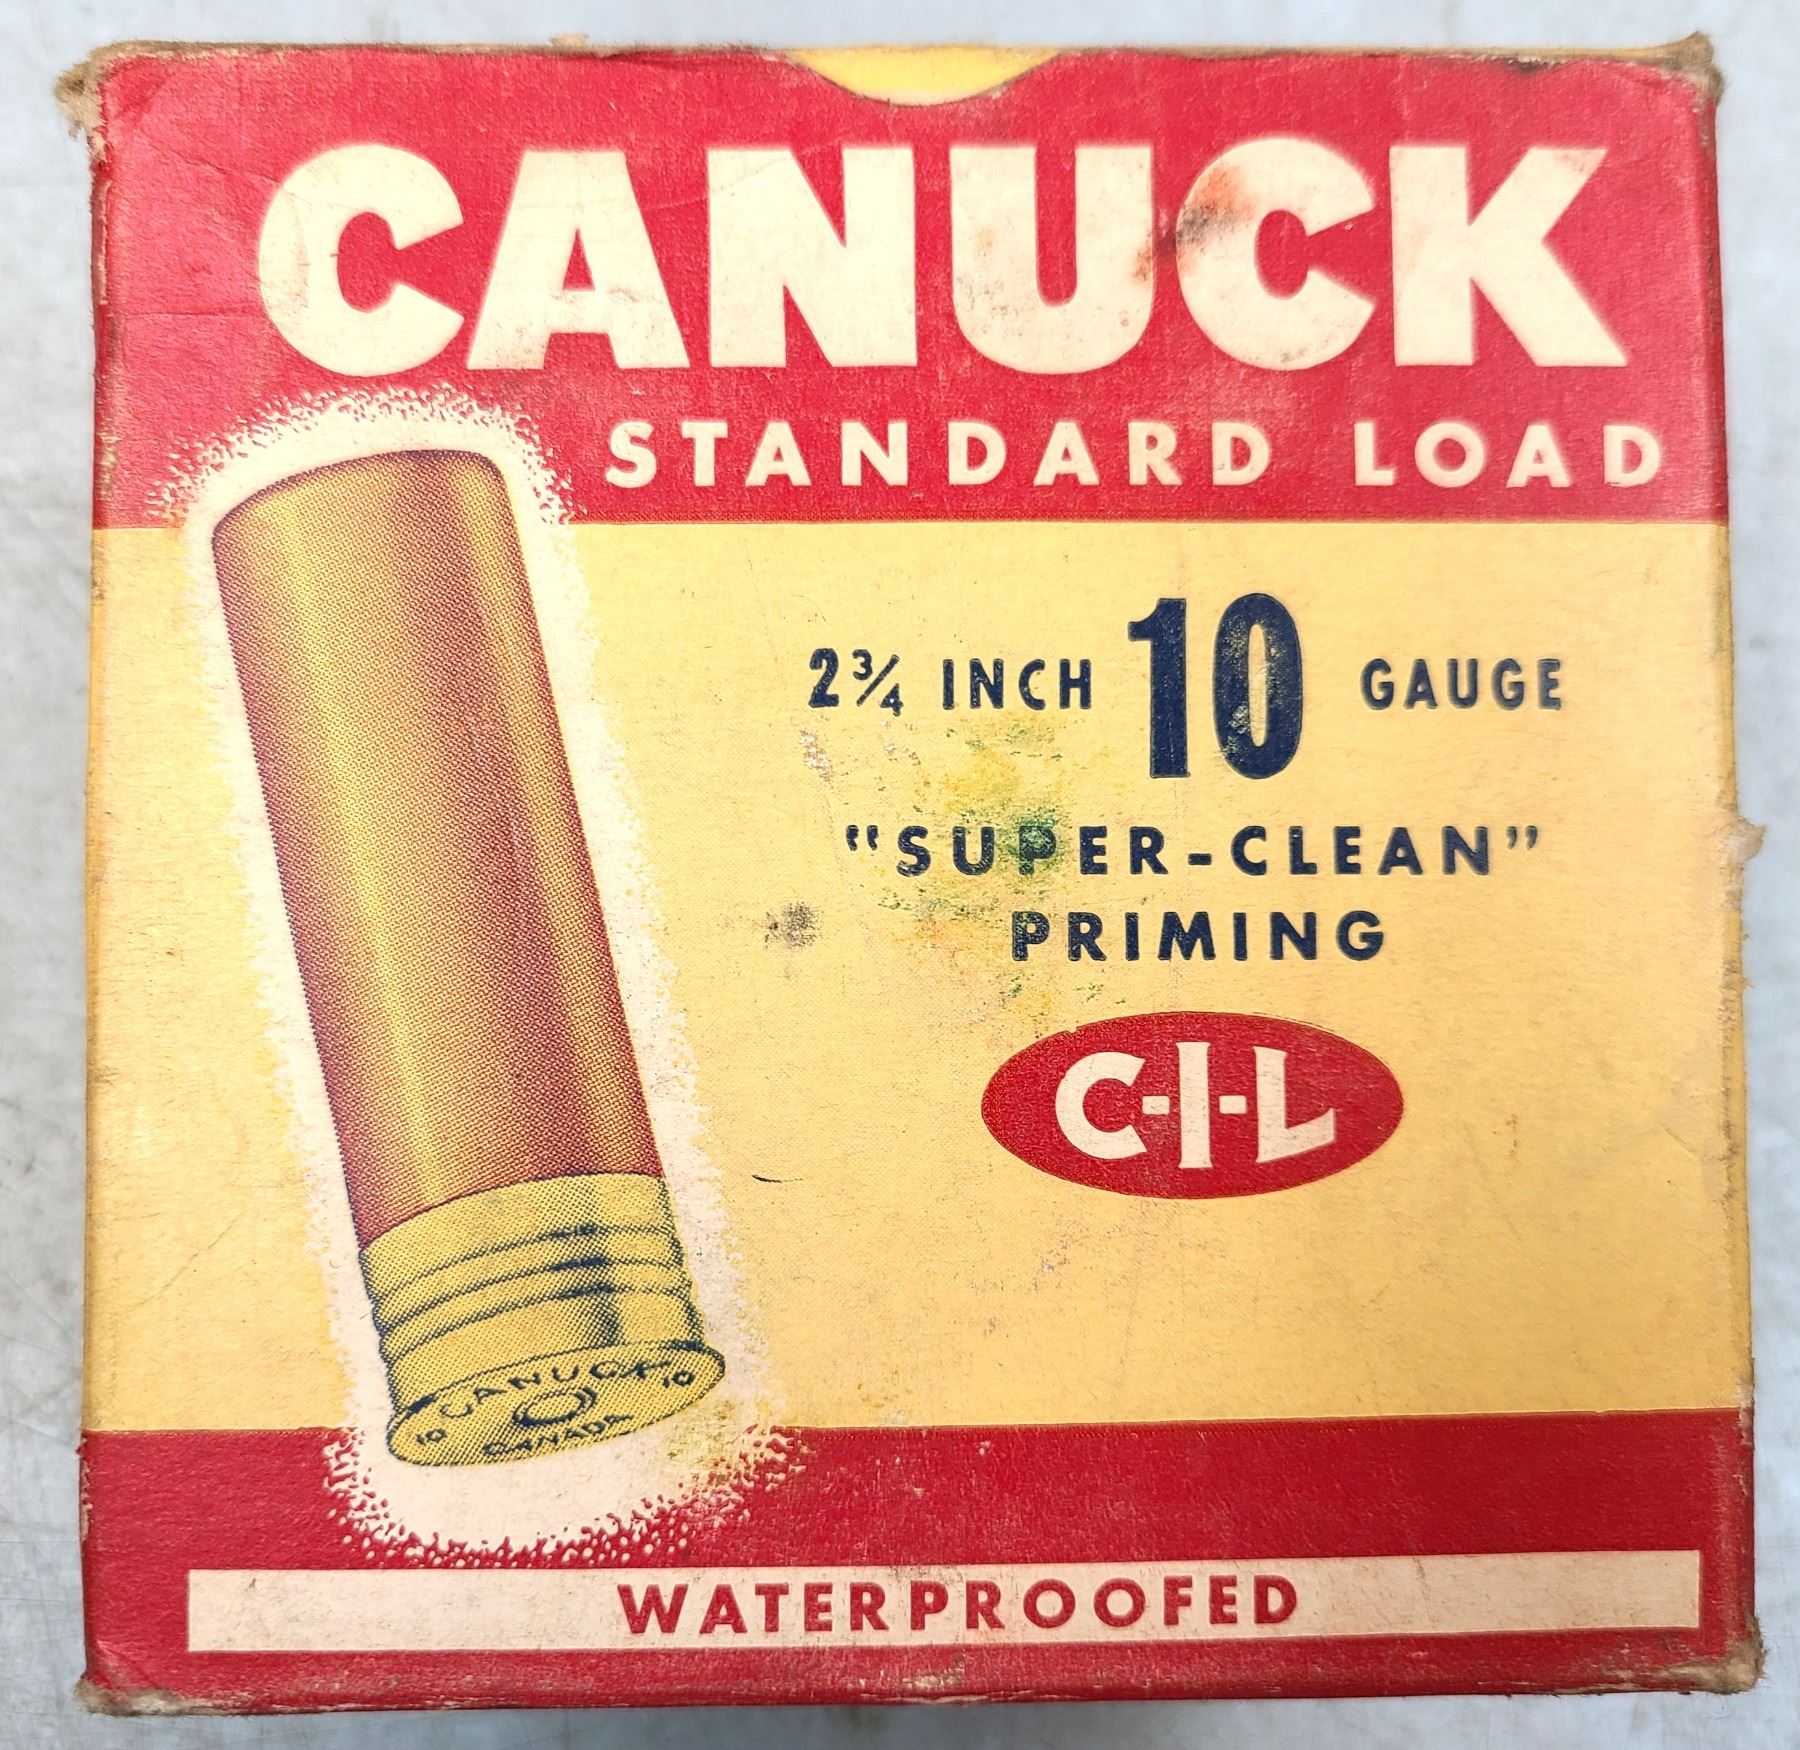 CANUCK
STANDARD LOAD
2¾ INCH 10 GAUGE
"SUPER-CLEAN"
PRIMING
C-I-L
10 CANUCK 10
CANADA
WATERPROOFED